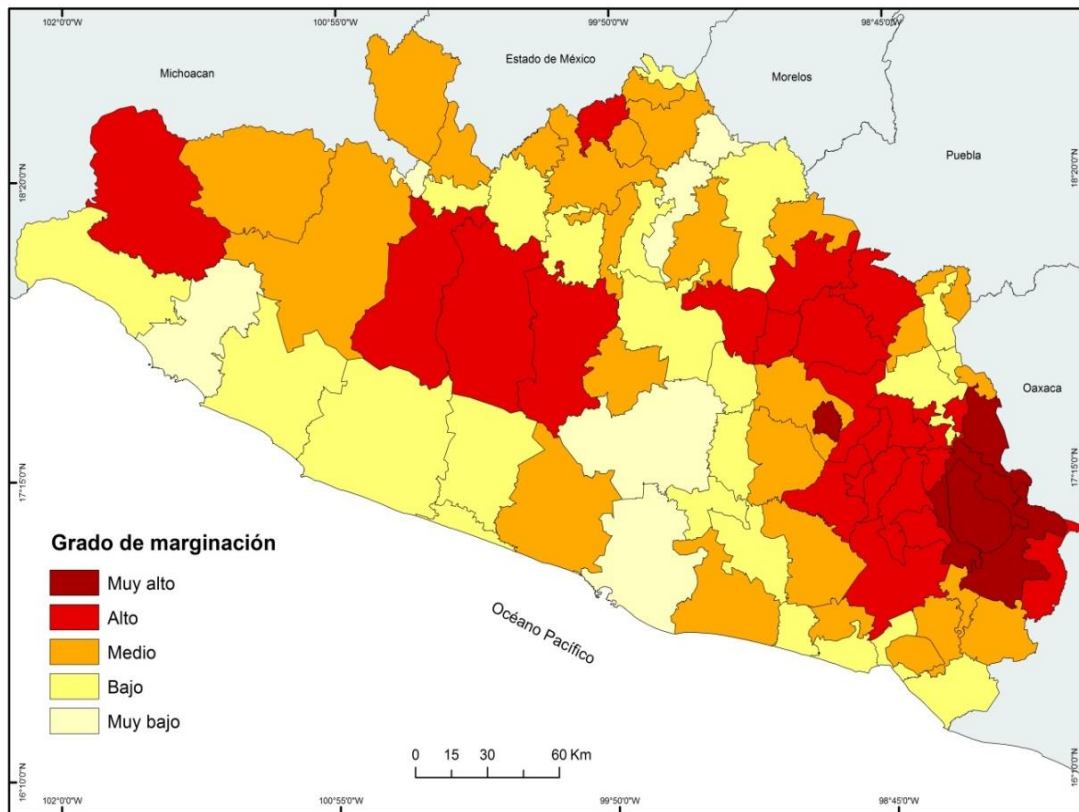 102°0'0"W 100°55'0"W 99°50'0"W 98°45'0"W
Michoacan
Estado de México
Morelos
Puebla
Oaxaca
18°20'0"N
18°20'0"N
17°15'0"N
17°15'0"N
16°10'0"N
16°10'0"N
Océano Pacífico
Grado de marginación
Muy alto
Alto
Medio
Bajo
Muy bajo
0 15 30 60 Km
102°0'0"W 100°55'0"W 99°50'0"W 98°45'0"W